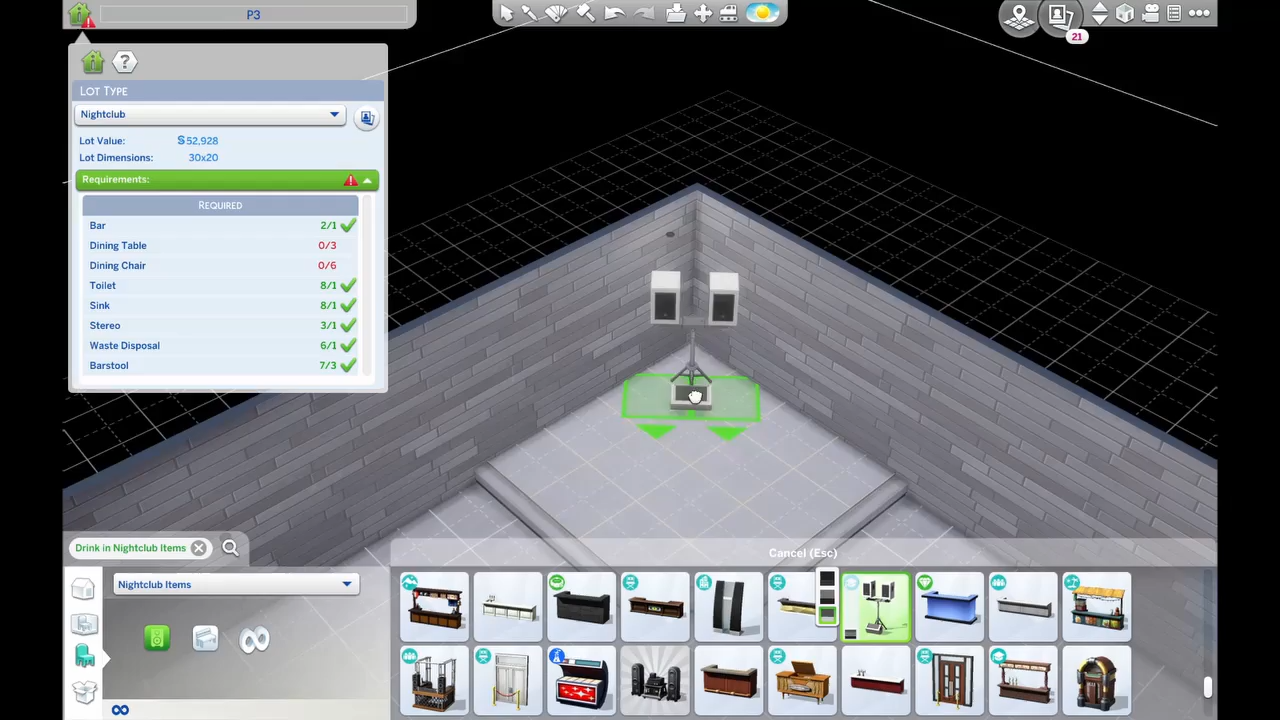 P3
21
LOT TYPE
Nightclub
Lot Value: §52,928
Lot Dimensions: 30x20
Requirements:
REQUIRED
Bar 2/1
Dining Table 0/3
Dining Chair 0/6
Toilet 8/1
Sink 8/1
Stereo 3/1
Waste Disposal 6/1
Barstool 7/3
Cancel (Esc)
Drink in Nightclub Items
Nightclub Items